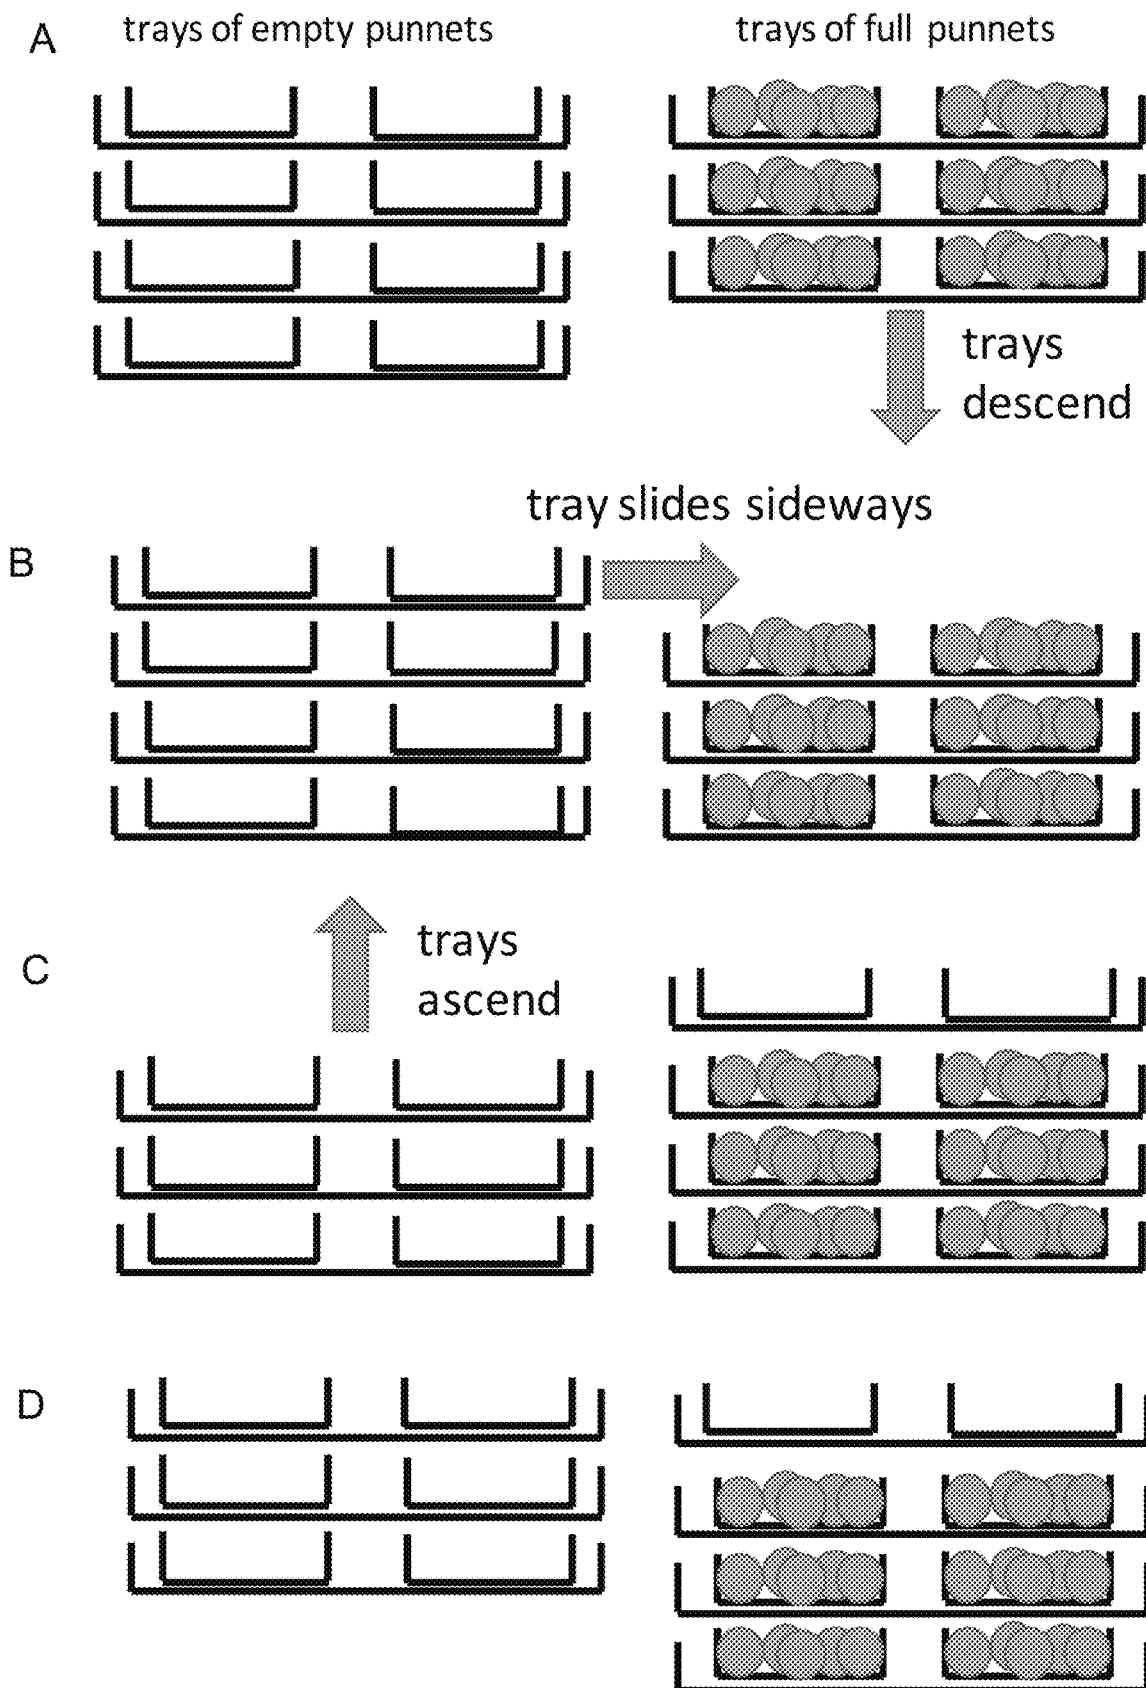 A
trays of empty punnets
trays of full punnets
trays
descend
tray slides sideways
B
trays
ascend
C
D